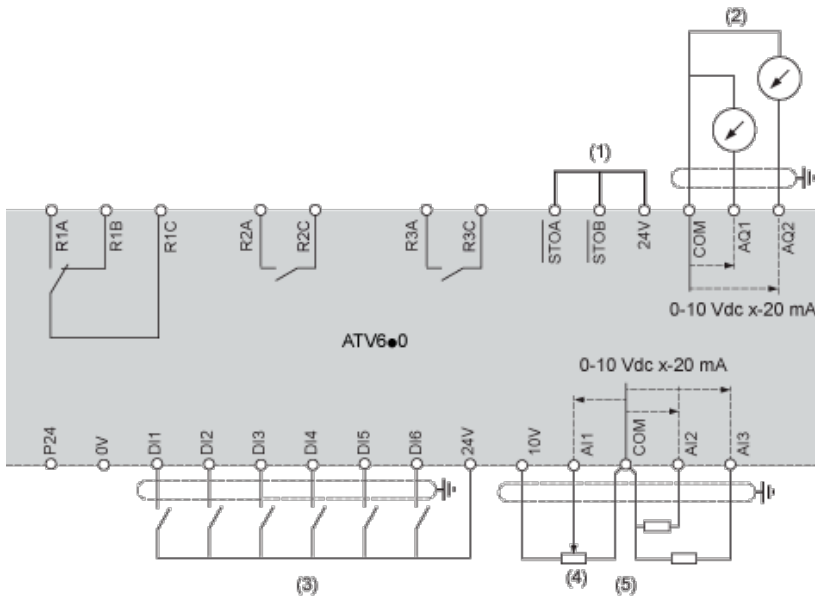 (2)
(1)
R1A
R1B
R1C
R2A
R2C
R3A
R3C
STOA
STOB
24V
COM
AQ1
AQ2
0-10 Vdc x-20 mA
ATV6●0
0-10 Vdc x-20 mA
P24
0V
DI1
DI2
DI3
DI4
DI5
DI6
24V
10V
AI1
COM
AI2
AI3
(3)
(4)
(5)